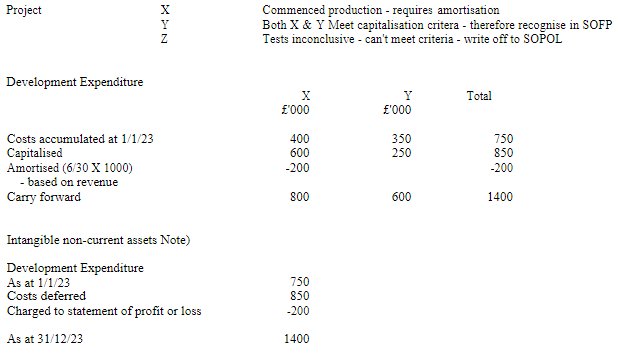 Project X Commenced production - requires amortisation
Y Both X & Y Meet capitalisation critera - therefore recognise in SOFP
Z Tests inconclusive - can't meet criteria - write off to SOPOL
Development Expenditure
X Y Total
£'000 £'000
Costs accumulated at 1/1/23 400 350 750
Capitalised 600 250 850
Amortised (6/30 X 1000) -200 -200
- based on revenue
Carry forward 800 600 1400
Intangible non-current assets Note)
Development Expenditure
As at 1/1/23 750
Costs deferred 850
Charged to statement of profit or loss -200
As at 31/12/23 1400